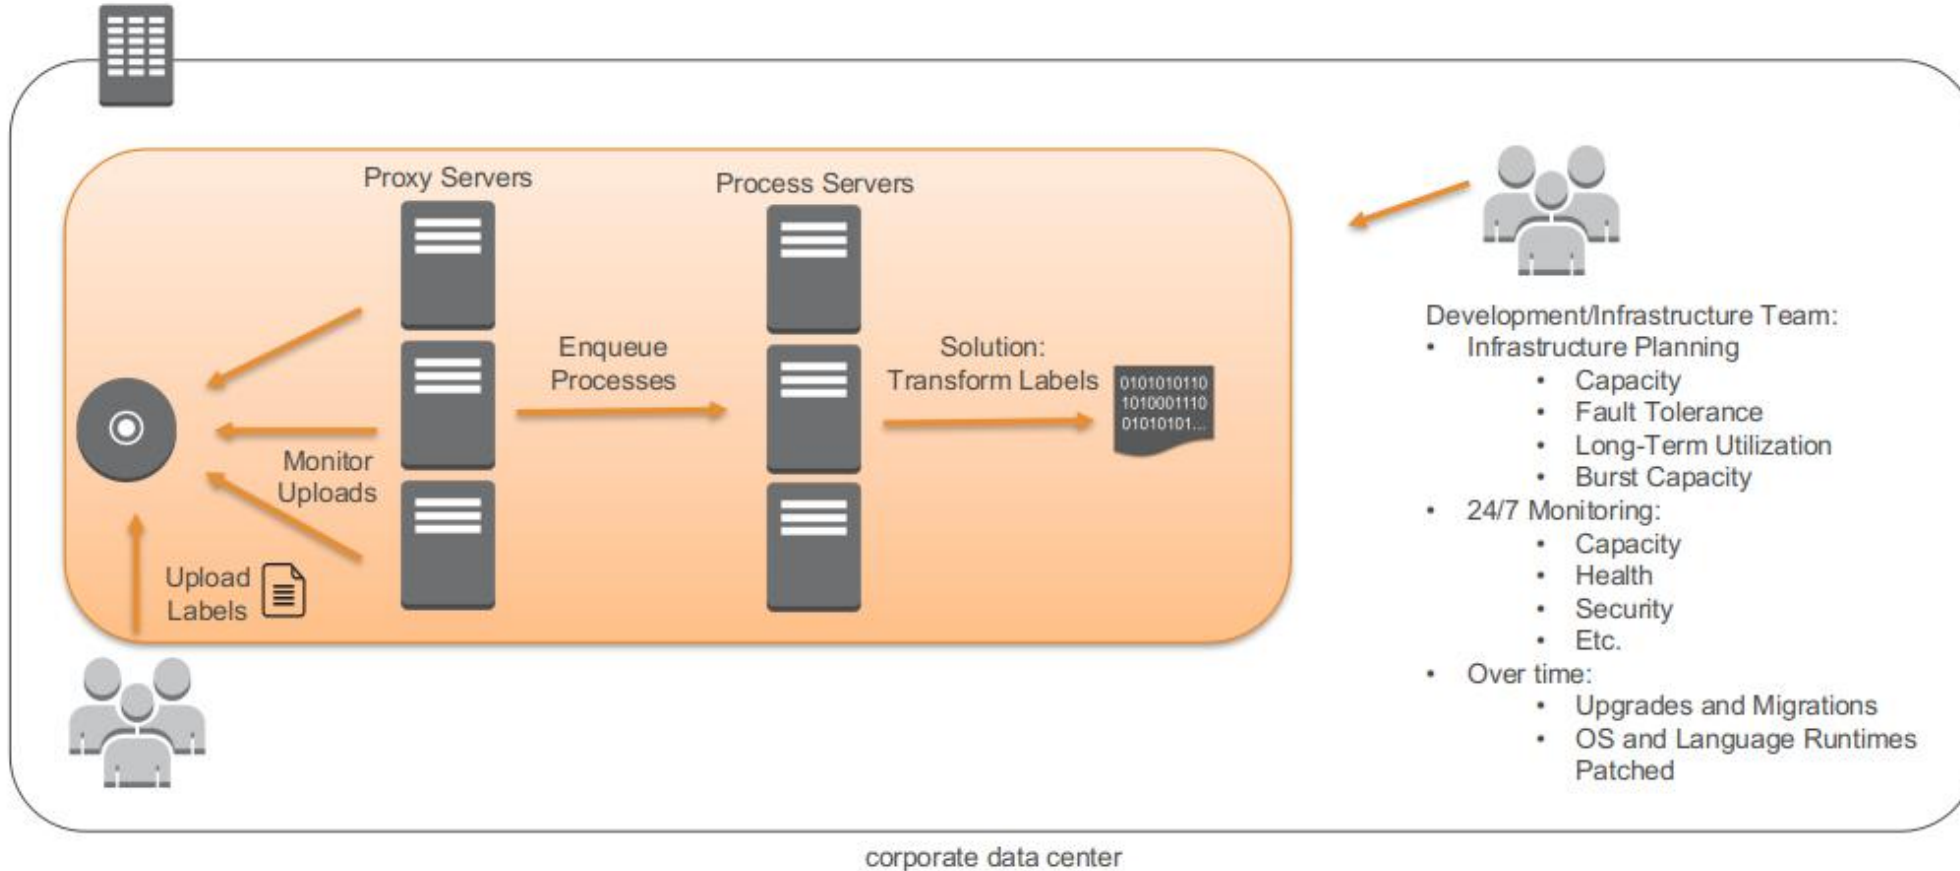 Proxy Servers
Process Servers
Enqueue
Processes
Solution:
Transform Labels
0101010110
1010001110
01010101...
Monitor
Uploads
Upload
Labels
Development/Infrastructure Team:
• Infrastructure Planning
• Capacity
• Fault Tolerance
• Long-Term Utilization
• Burst Capacity
• 24/7 Monitoring:
• Capacity
• Health
• Security
• Etc.
• Over time:
• Upgrades and Migrations
• OS and Language Runtimes
Patched
corporate data center